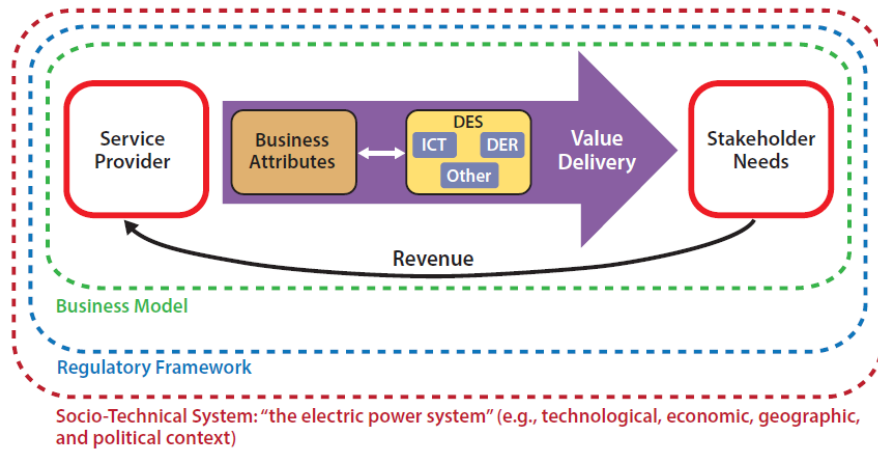 DES
Service
Provider
Business
Attributes
ICT
DER
Other
Value
Delivery
Stakeholder
Needs
Revenue
Business Model
Regulatory Framework
Socio-Technical System: “the electric power system” (e.g., technological, economic, geographic,
and political context)